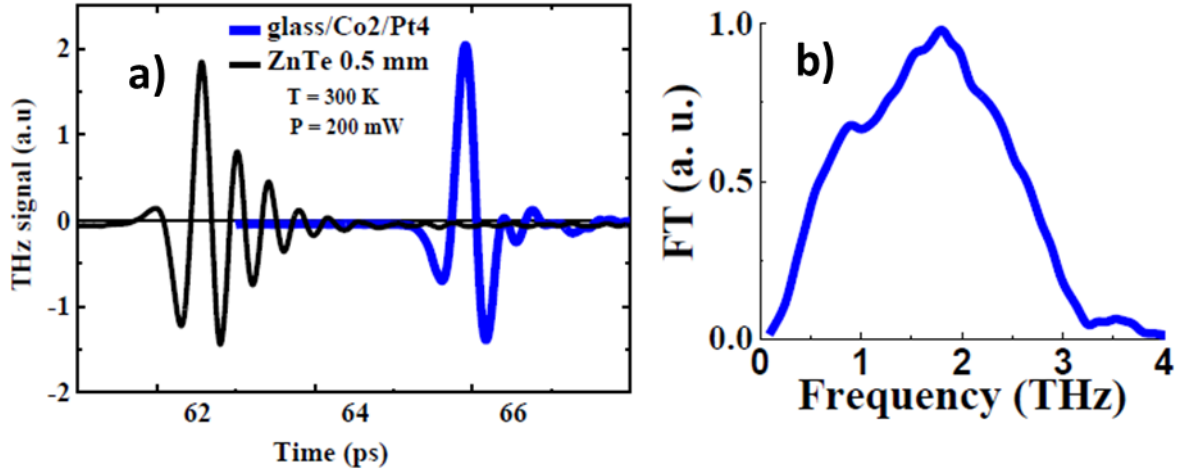 a)
glass/Co2/Pt4
ZnTe 0.5 mm
T = 300 K
P = 200 mW
THz signal (a.u)
2
1
0
-1
-2
62 64 66
Time (ps)
b)
FT (a. u.)
1.0
0.5
0.0
0 1 2 3 4
Frequency (THz)